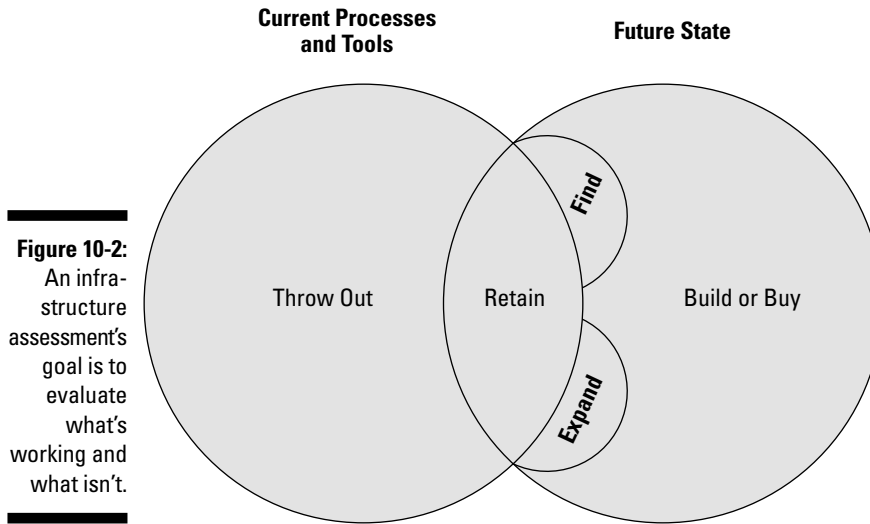 Current Processes
and Tools
Future State
Figure 10-2:
An infra-
structure
assessment's
goal is to
evaluate
what's
working and
what isn't.
Throw Out
Retain
Find
Expand
Build or Buy